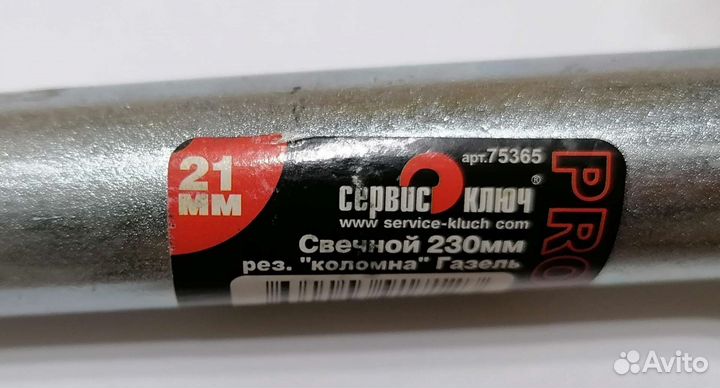 21
мм
арт.75365
сервис ключ®
www service-kluch com
Свечной 230мм
рез. "коломна" Газель
PRO
Avito